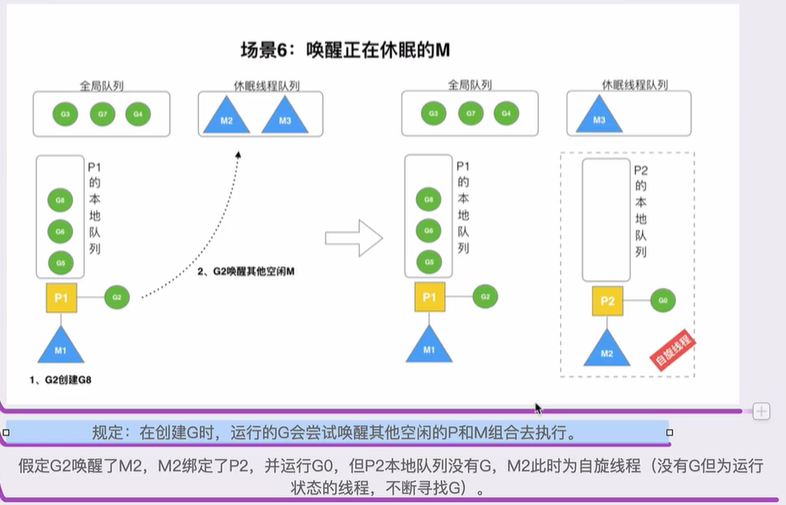 场景6：唤醒正在休眠的M
全局队列
休眠线程队列
全局队列
休眠线程队列
G3 G7 G4
M2 M3
G3 G7 G4
M3
P1的本地队列
G8
G6
G5
P1
G2
M1
1、G2创建G8
2、G2唤醒其他空闲M
P1的本地队列
G8
G6
G5
P1
G2
M1
P2的本地队列
P2
G0
M2
自旋线程
规定：在创建G时，运行的G会尝试唤醒其他空闲的P和M组合去执行。
假定G2唤醒了M2，M2绑定了P2，并运行G0，但P2本地队列没有G，M2此时为自旋线程（没有G但为运行
状态的线程，不断寻找G）。